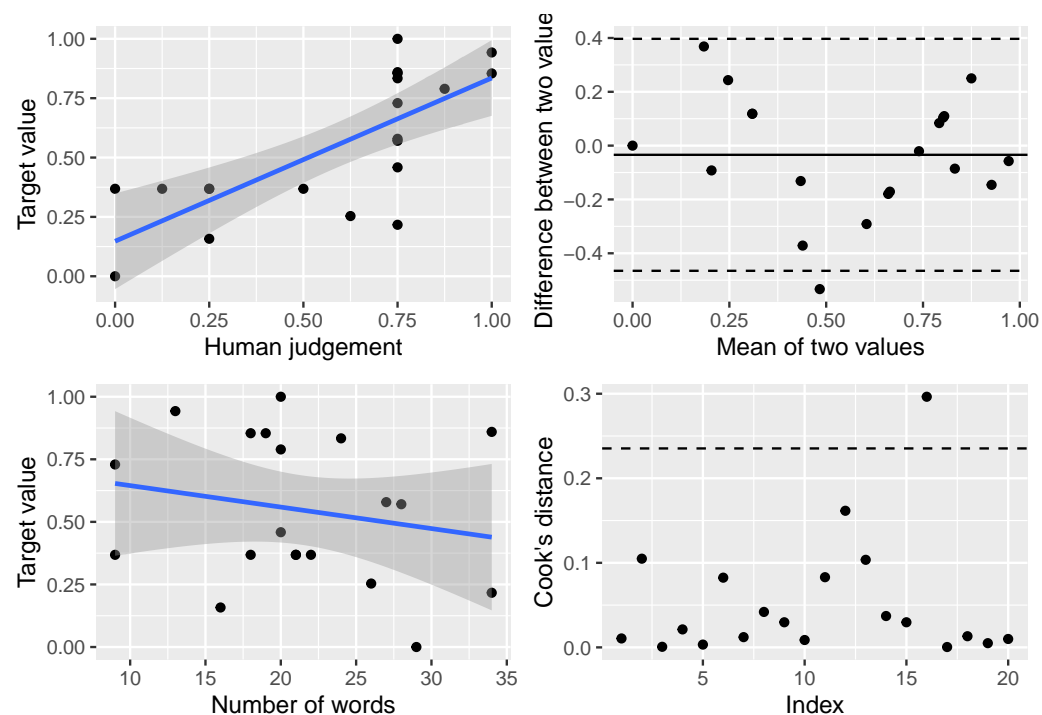 Target value
1.00
0.75
0.50
0.25
0.00
0.00 0.25 0.50 0.75 1.00
Human judgement
Difference between two value
0.4
0.2
0.0
−0.2
−0.4
0.00 0.25 0.50 0.75 1.00
Mean of two values
Target value
1.00
0.75
0.50
0.25
0.00
10 15 20 25 30 35
Number of words
Cook's distance
0.3
0.2
0.1
0.0
5 10 15 20
Index